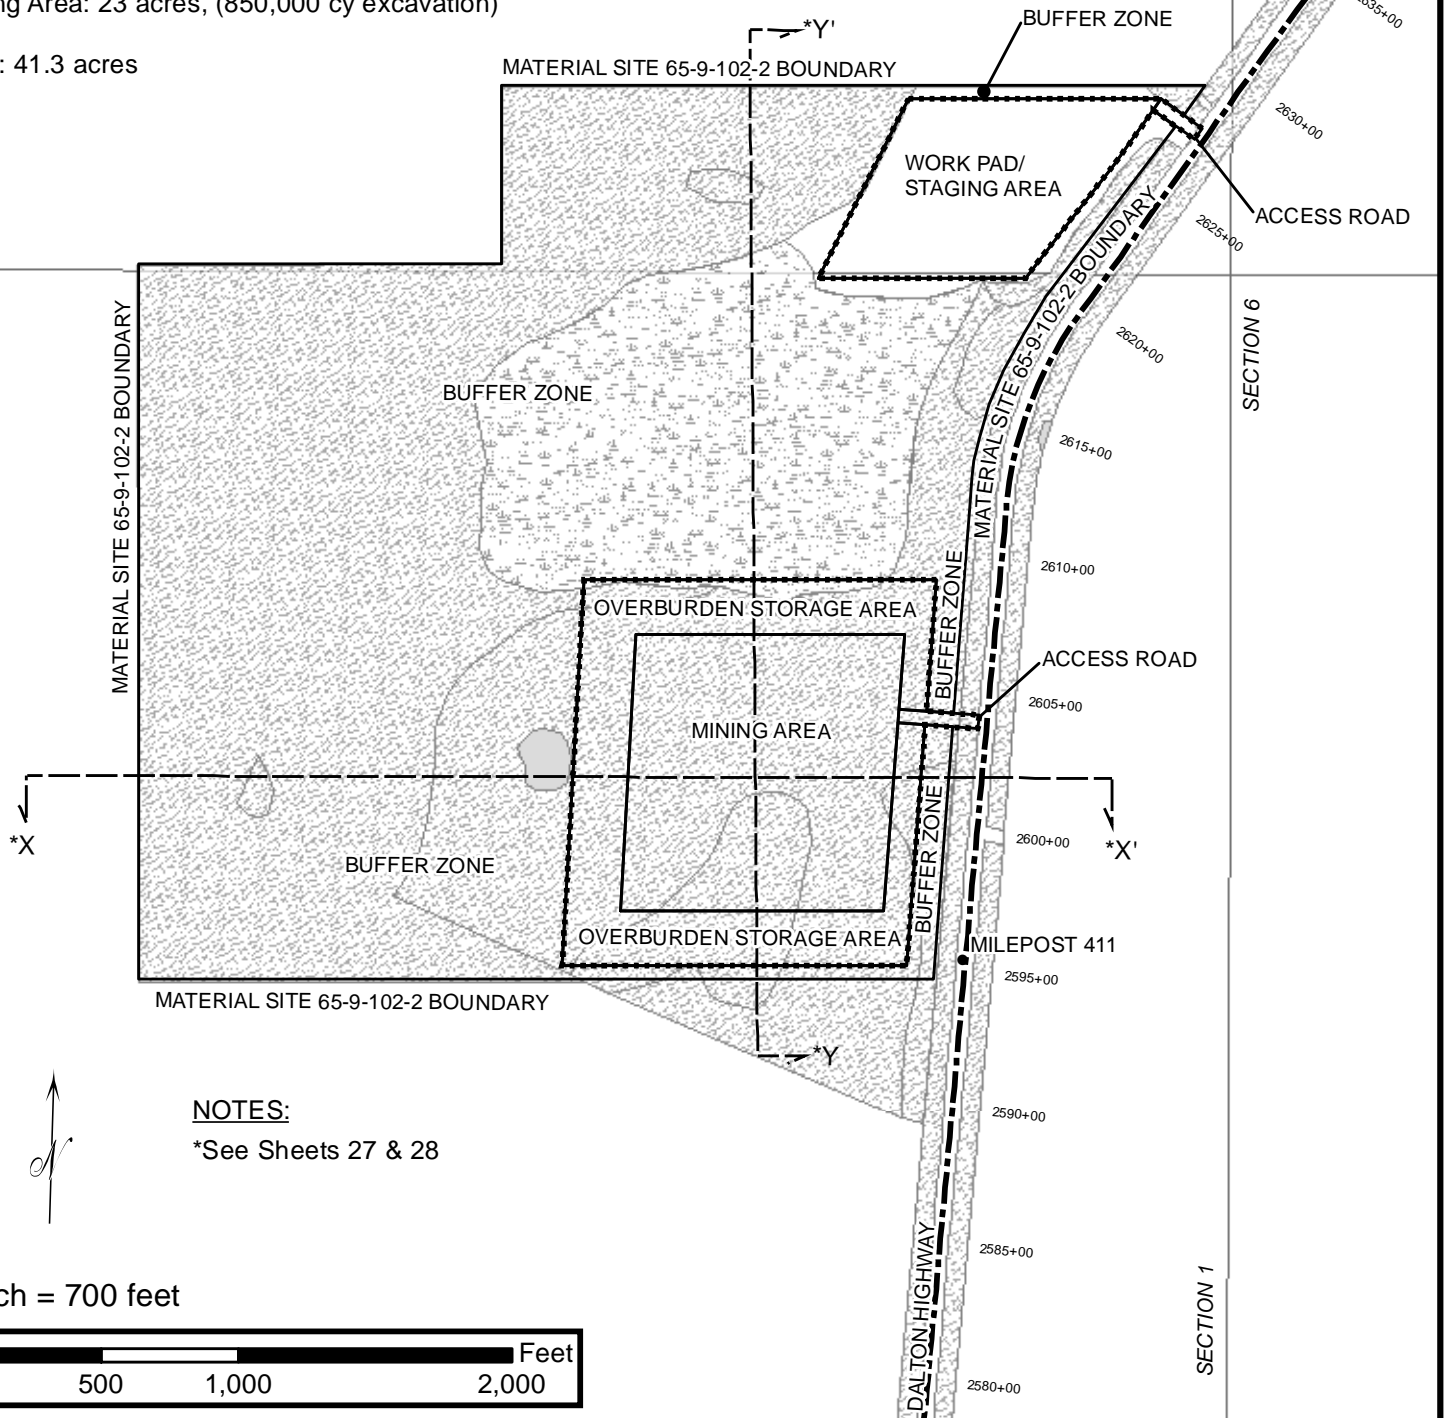 ng Area: 23 acres, (850,000 cy excavation)
: 41.3 acres
*Y'
BUFFER ZONE
2635+00
MATERIAL SITE 65-9-102-2 BOUNDARY
2630+00
WORK PAD/
STAGING AREA
ACCESS ROAD
2625+00
MATERIAL SITE 65-9-102-2 BOUNDARY
MATERIAL SITE 65-9-102-2 BOUNDARY
SECTION 6
2620+00
BUFFER ZONE
2615+00
2610+00
BUFFER ZONE
OVERBURDEN STORAGE AREA
ACCESS ROAD
2605+00
MINING AREA
*X
*X'
2600+00
BUFFER ZONE
BUFFER ZONE
OVERBURDEN STORAGE AREA
MILEPOST 411
2595+00
MATERIAL SITE 65-9-102-2 BOUNDARY
*Y
N
NOTES:
*See Sheets 27 & 28
2590+00
2585+00
DALTON HIGHWAY
SECTION 1
2580+00
ch = 700 feet
Feet
500 1,000 2,000